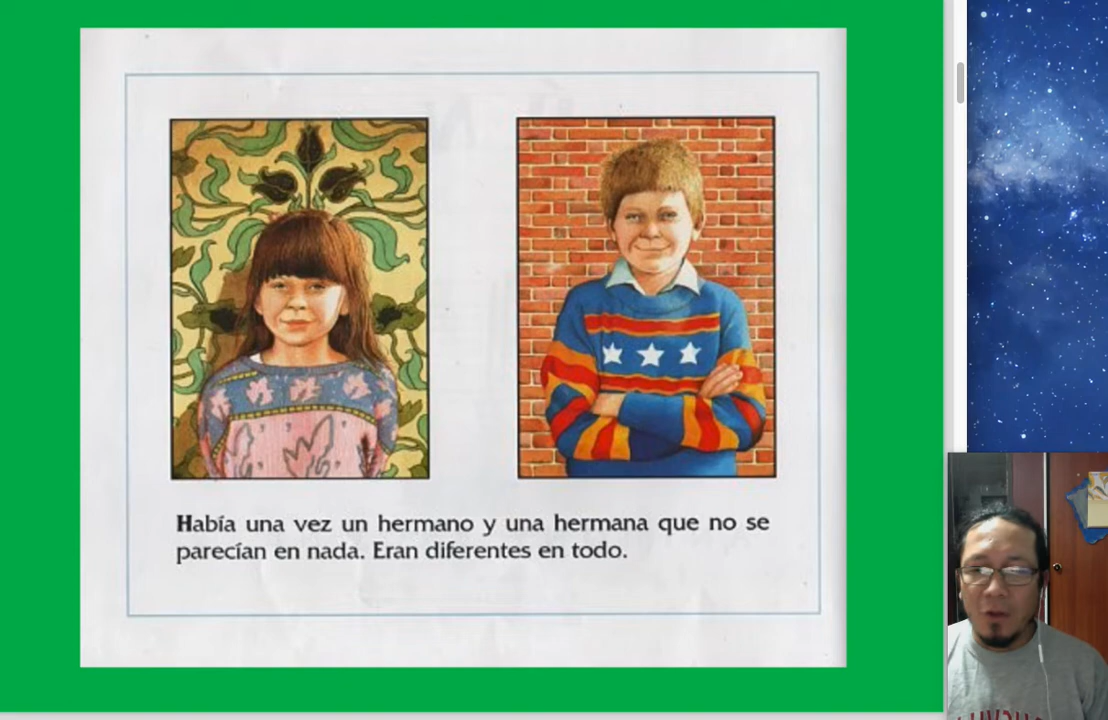 Había una vez un hermano y una hermana que no se
parecían en nada. Eran diferentes en todo.